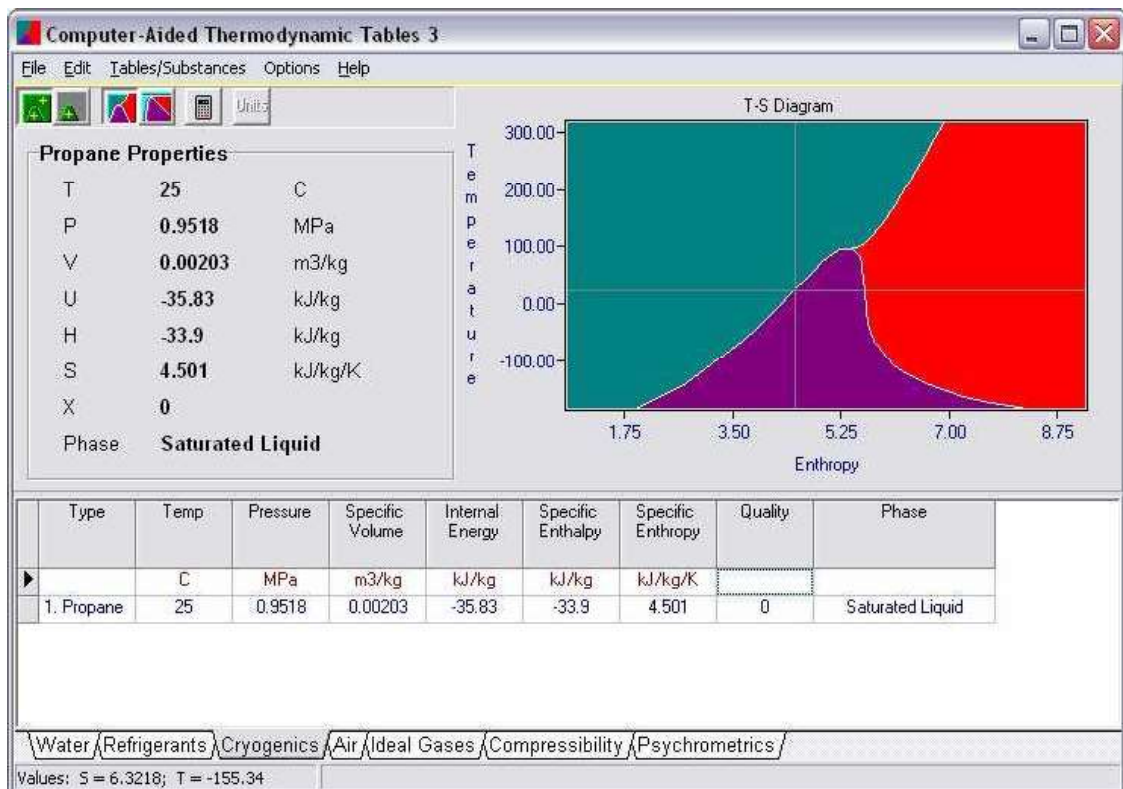 Computer-Aided Thermodynamic Tables 3
File Edit Tables/Substances Options Help
Units
Propane Properties
T 25 C
P 0.9518 MPa
V 0.00203 m3/kg
U -35.83 kJ/kg
H -33.9 kJ/kg
S 4.501 kJ/kg/K
X 0
Phase Saturated Liquid
T-S Diagram
Temperature
300.00
200.00
100.00
0.00
-100.00
1.75 3.50 5.25 7.00 8.75
Enthropy
Type Temp Pressure Specific Volume Internal Energy Specific Enthalpy Specific Enthropy Quality Phase
C MPa m3/kg kJ/kg kJ/kg kJ/kg/K
1. Propane 25 0.9518 0.00203 -35.83 -33.9 4.501 0 Saturated Liquid
Water Refrigerants Cryogenics Air Ideal Gases Compressibility Psychrometrics
Values: S = 6.3218; T = -155.34